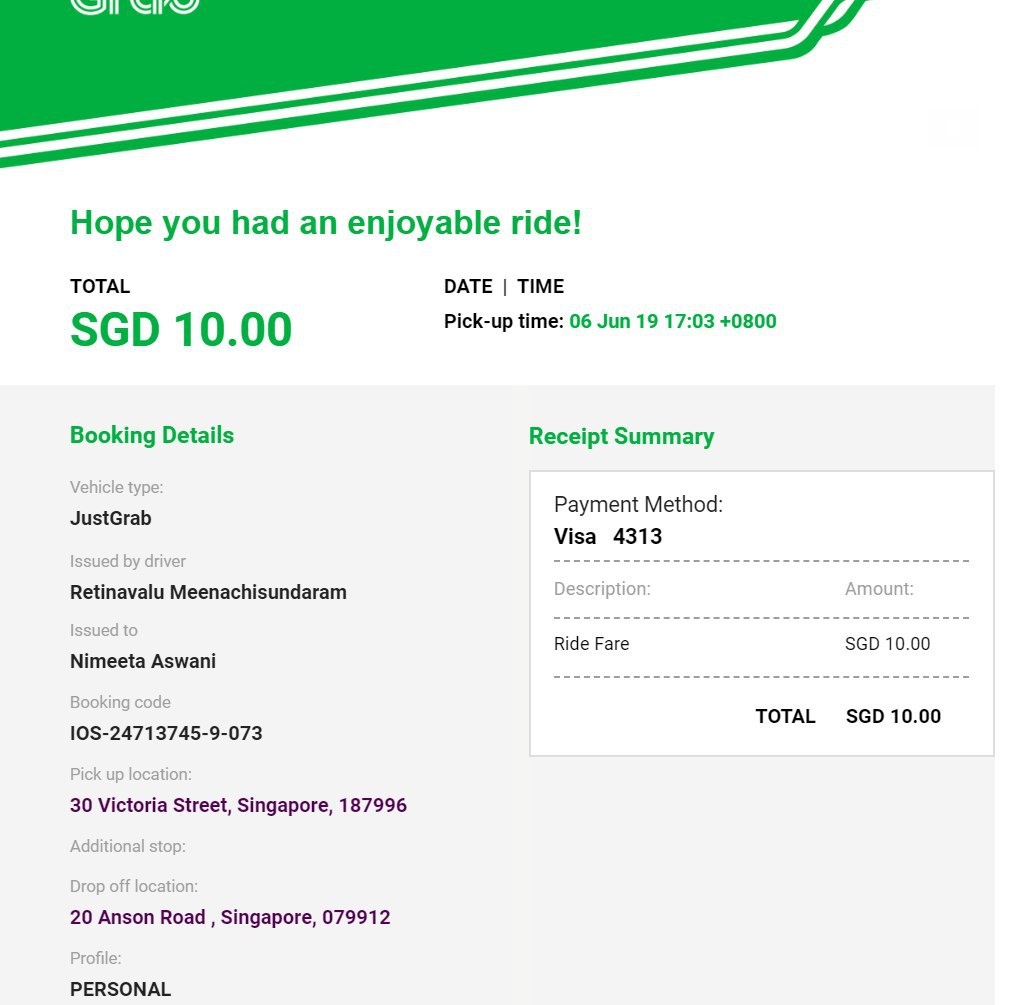 Grab
Hope you had an enjoyable ride!
TOTAL
SGD 10.00
DATE | TIME
Pick-up time: 06 Jun 19 17:03 +0800
Booking Details
Vehicle type:
JustGrab
Issued by driver
Retinavalu Meenachisundaram
Issued to
Nimeeta Aswani
Booking code
IOS-24713745-9-073
Pick up location:
30 Victoria Street, Singapore, 187996
Additional stop:
Drop off location:
20 Anson Road , Singapore, 079912
Profile:
PERSONAL
Receipt Summary
Payment Method:
Visa 4313
Description: Amount:
Ride Fare SGD 10.00
TOTAL SGD 10.00